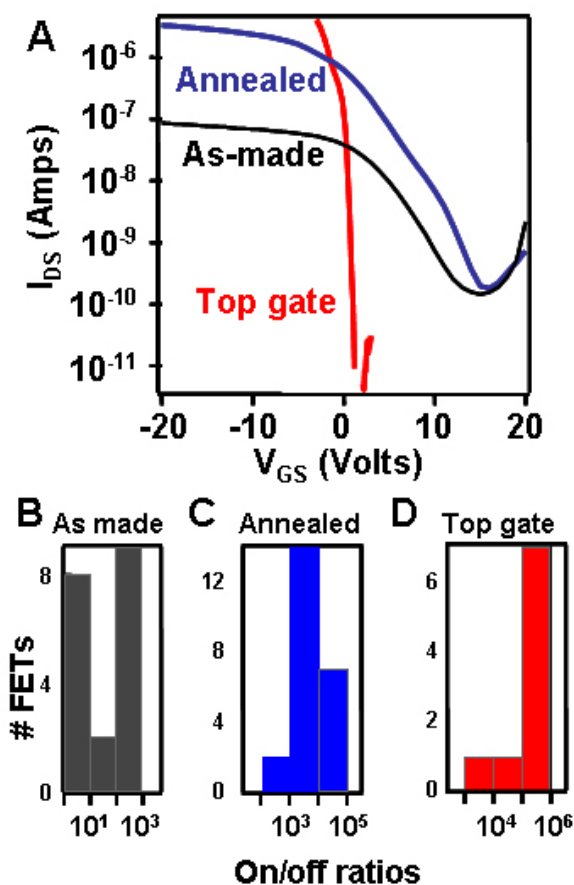 A
Annealed
As-made
Top gate
I_DS (Amps)
10⁻⁶
10⁻⁷
10⁻⁸
10⁻⁹
10⁻¹⁰
10⁻¹¹
-20 -10 0 10 20
V_GS (Volts)
B As made C Annealed D Top gate
# FETs
8
4
0
12
8
4
0
6
4
2
0
10¹ 10³ 10³ 10⁵ 10⁴ 10⁶
On/off ratios